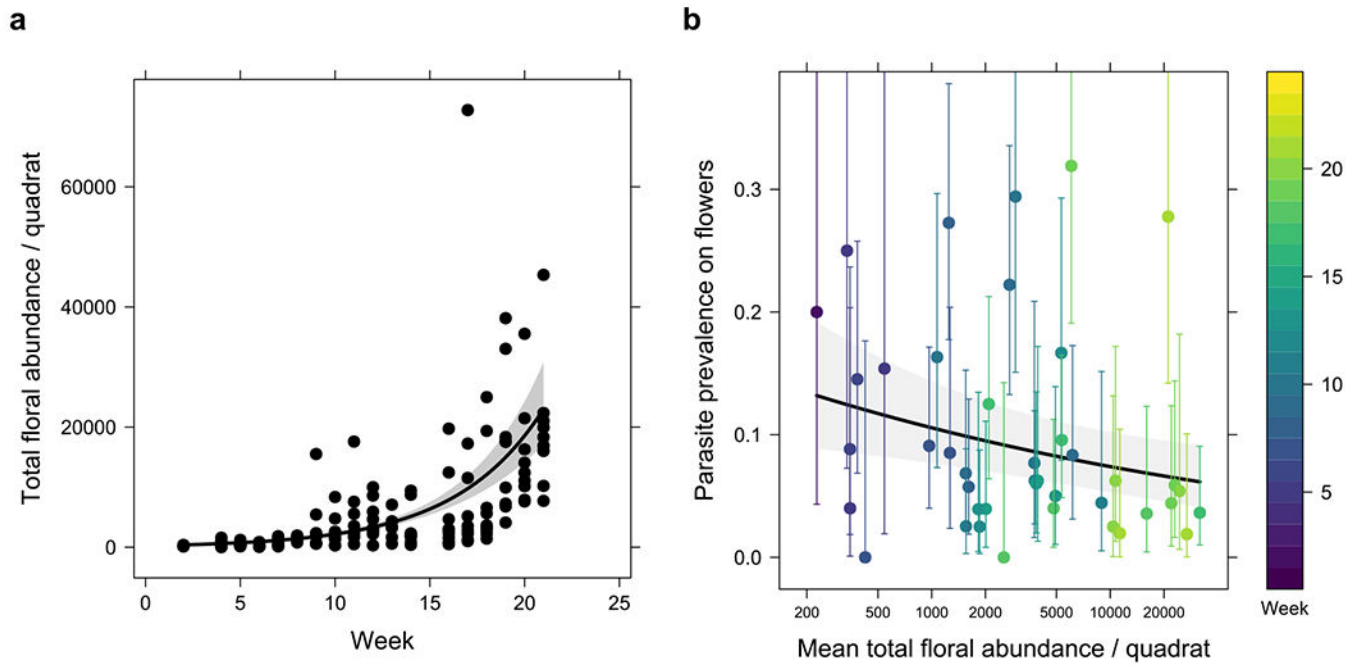 a
Total floral abundance / quadrat
60000
40000
20000
0
0 5 10 15 20 25
Week
b
Parasite prevalence on flowers
0.3
0.2
0.1
0.0
200 500 1000 2000 5000 10000 20000
Mean total floral abundance / quadrat
20
15
10
5
Week